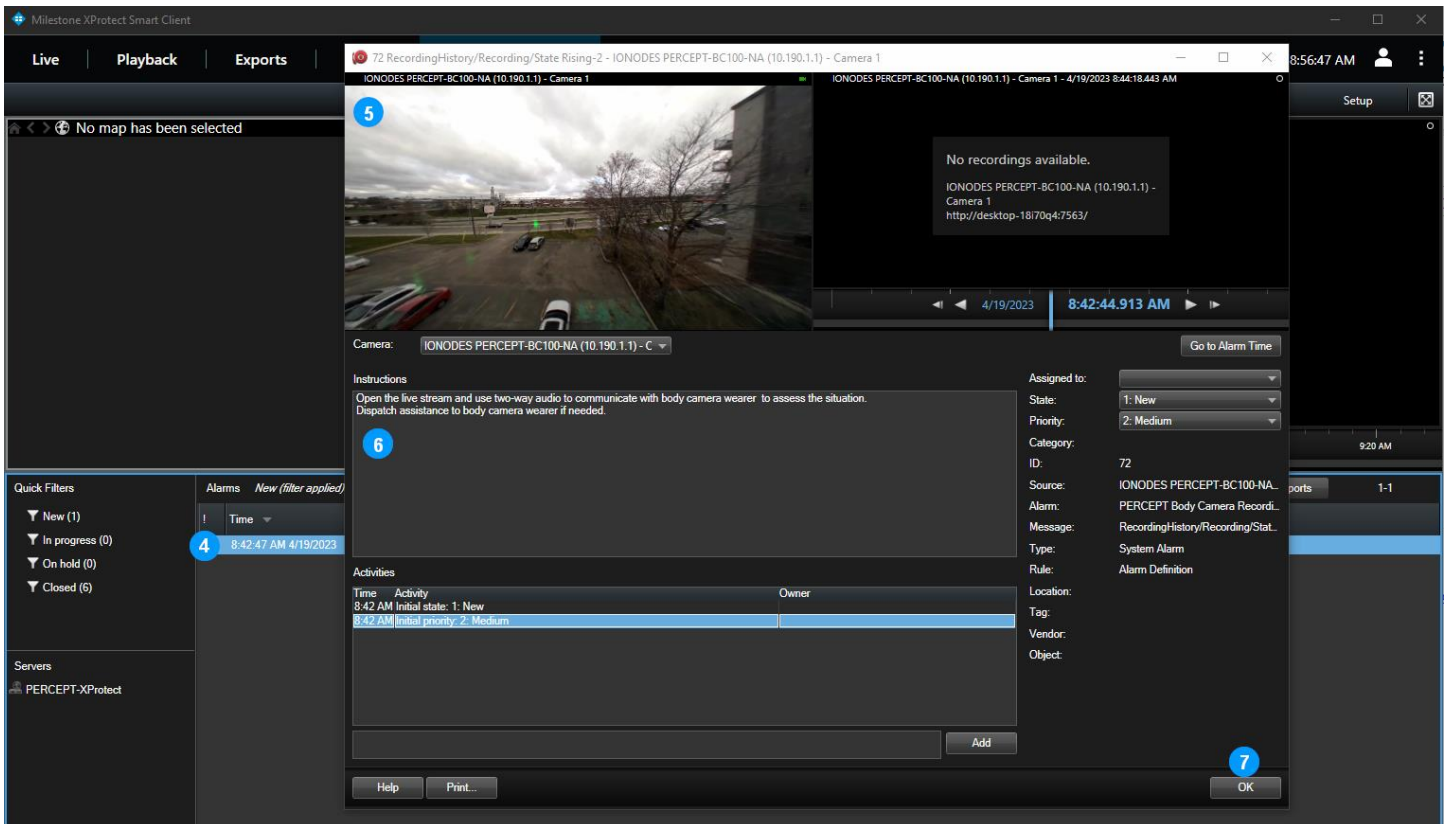 Milestone XProtect Smart Client
Live
Playback
Exports
8:56:47 AM
Setup
No map has been selected
72 RecordingHistory/Recording/State Rising-2 - IONODES PERCEPT-BC100-NA (10.190.1.1) - Camera 1
IONODES PERCEPT-BC100-NA (10.190.1.1) - Camera 1
IONODES PERCEPT-BC100-NA (10.190.1.1) - Camera 1 - 4/19/2023 8:44:18.443 AM
5
No recordings available.
IONODES PERCEPT-BC100-NA (10.190.1.1) -
Camera 1
http://desktop-18i70q4:7563/
4/19/2023
8:42:44.913 AM
Camera:
IONODES PERCEPT-BC100-NA (10.190.1.1) - C
Go to Alarm Time
Instructions
Open the live stream and use two-way audio to communicate with body camera wearer to assess the situation.
Dispatch assistance to body camera wearer if needed.
6
Assigned to:
State: 1: New
Priority: 2: Medium
Category:
ID: 72
Source: IONODES PERCEPT-BC100-NA...
Alarm: PERCEPT Body Camera Recordi...
Message: RecordingHistory/Recording/Stat...
Type: System Alarm
Rule: Alarm Definition
Location:
Tag:
Vendor:
Object:
9:20 AM
Quick Filters
New (1)
In progress (0)
On hold (0)
Closed (6)
Servers
PERCEPT-XProtect
Alarms New (filter applied)
ports
1-1
! Time
4
8:42:47 AM 4/19/2023
Activities
Time Activity Owner
8:42 AM Initial state: 1: New
8:42 AM Initial priority: 2: Medium
Add
Help
Print...
7
OK